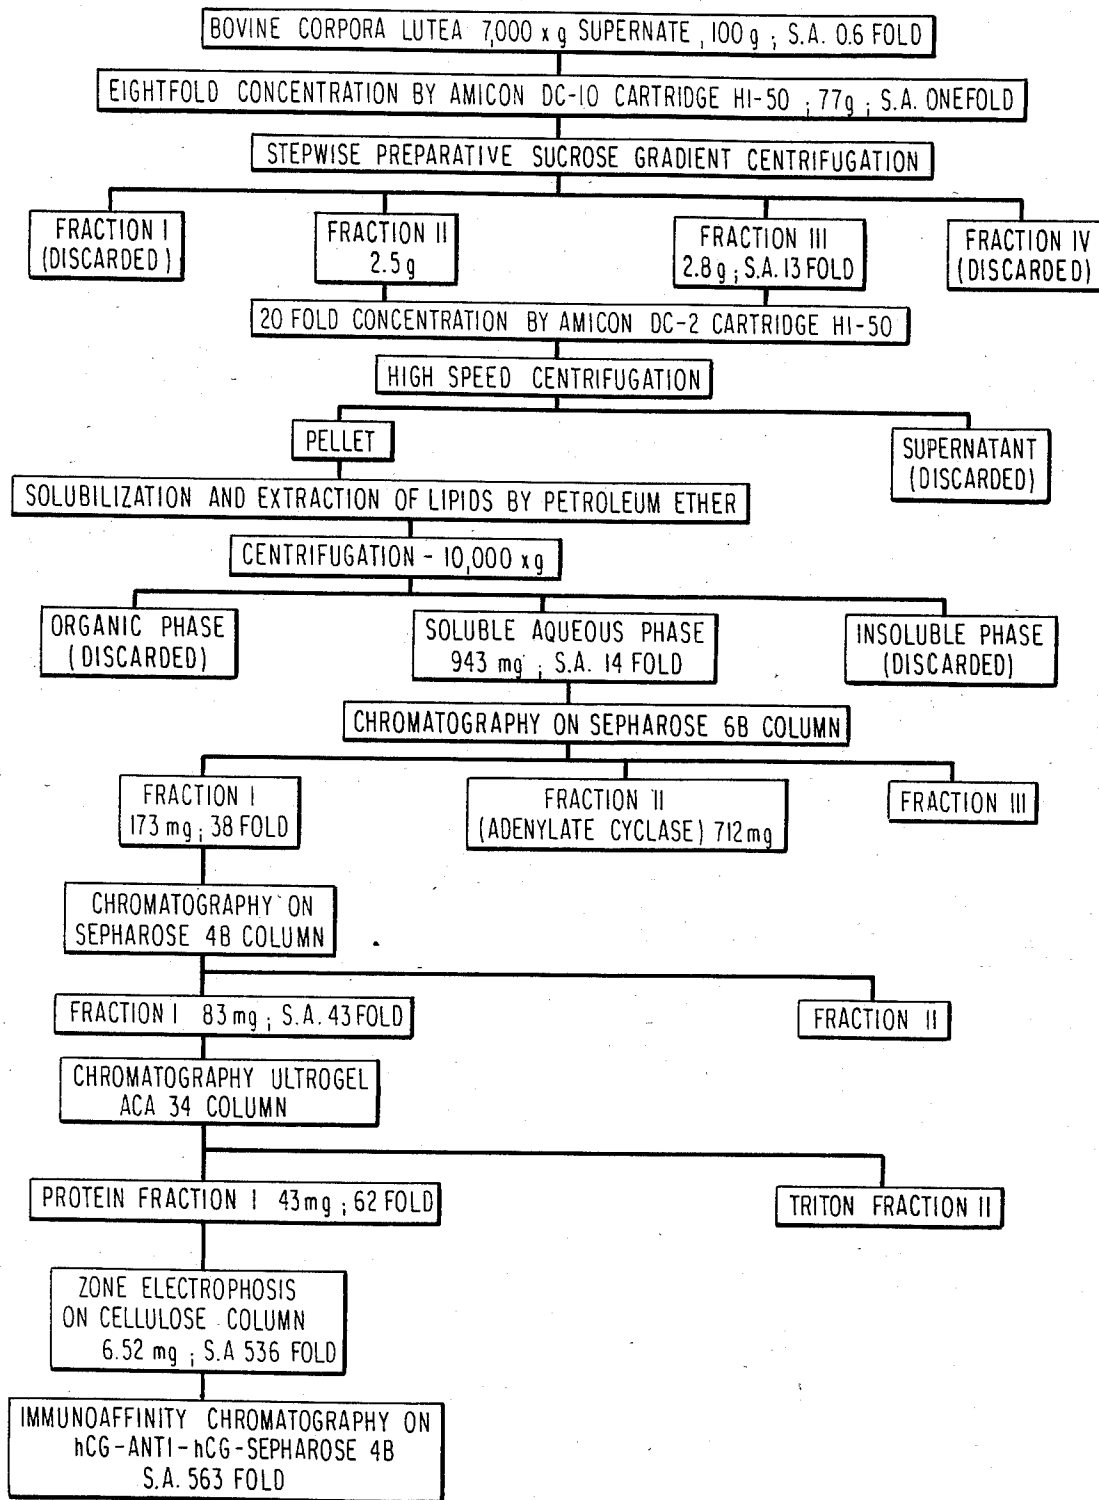 BOVINE CORPORA LUTEA 7,000 x g SUPERNATE, 100 g ; S.A. 0.6 FOLD
EIGHTFOLD CONCENTRATION BY AMICON DC-10 CARTRIDGE HI-50 ; 77g ; S.A. ONEFOLD
STEPWISE PREPARATIVE SUCROSE GRADIENT CENTRIFUGATION
FRACTION I
(DISCARDED)
FRACTION II
2.5 g
FRACTION III
2.8 g ; S.A. 13 FOLD
FRACTION IV
(DISCARDED)
20 FOLD CONCENTRATION BY AMICON DC-2 CARTRIDGE HI-50
HIGH SPEED CENTRIFUGATION
PELLET
SUPERNATANT
(DISCARDED)
SOLUBILIZATION AND EXTRACTION OF LIPIDS BY PETROLEUM ETHER
CENTRIFUGATION - 10,000 x g
ORGANIC PHASE
(DISCARDED)
SOLUBLE AQUEOUS PHASE
943 mg ; S.A. 14 FOLD
INSOLUBLE PHASE
(DISCARDED)
CHROMATOGRAPHY ON SEPHAROSE 6B COLUMN
FRACTION I
173 mg ; 38 FOLD
FRACTION II
(ADENYLATE CYCLASE) 712 mg
FRACTION III
CHROMATOGRAPHY ON
SEPHAROSE 4B COLUMN
FRACTION I 83 mg ; S.A. 43 FOLD
FRACTION II
CHROMATOGRAPHY ULTROGEL
ACA 34 COLUMN
PROTEIN FRACTION I 43 mg ; 62 FOLD
TRITON FRACTION II
ZONE ELECTROPHOSIS
ON CELLULOSE COLUMN
6.52 mg ; S.A 536 FOLD
IMMUNOAFFINITY CHROMATOGRAPHY ON
hCG-ANTI-hCG-SEPHAROSE 4B
S.A. 563 FOLD